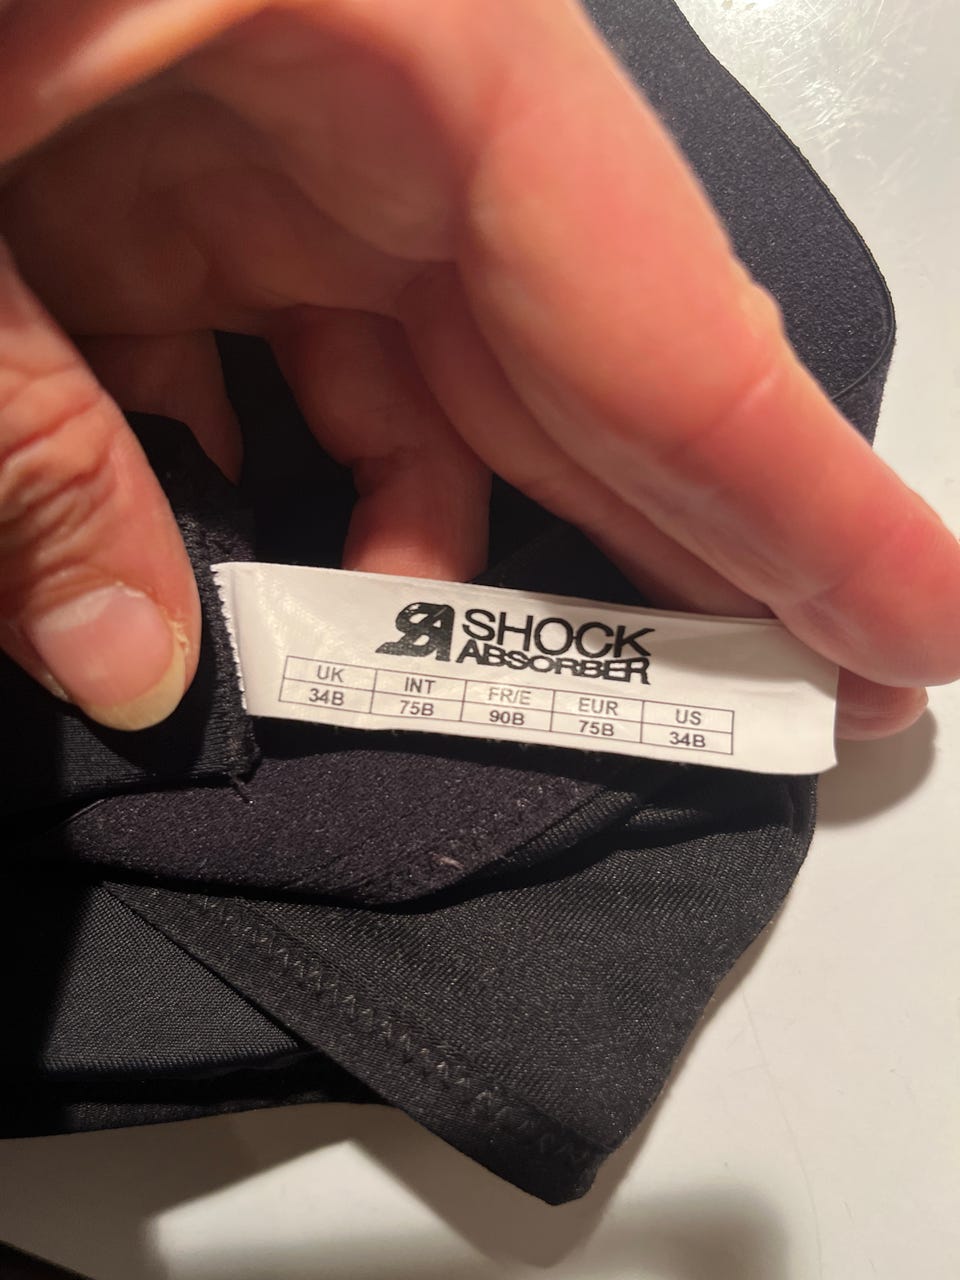 SA SHOCK
ABSORBER
UK INT FR/E EUR US
34B 75B 90B 75B 34B